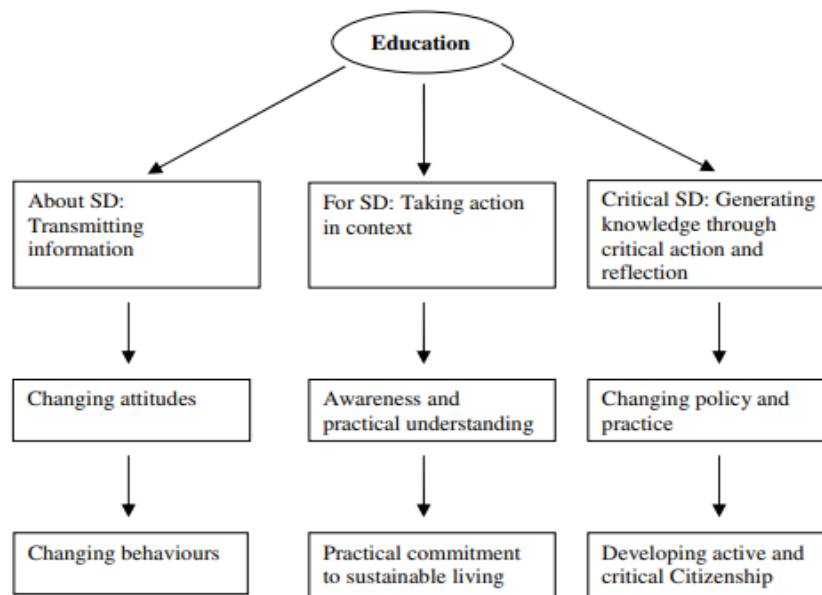 Education
About SD:
Transmitting
information
For SD: Taking action
in context
Critical SD: Generating
knowledge through
critical action and
reflection
Changing attitudes
Awareness and
practical understanding
Changing policy and
practice
Changing behaviours
Practical commitment
to sustainable living
Developing active and
critical Citizenship